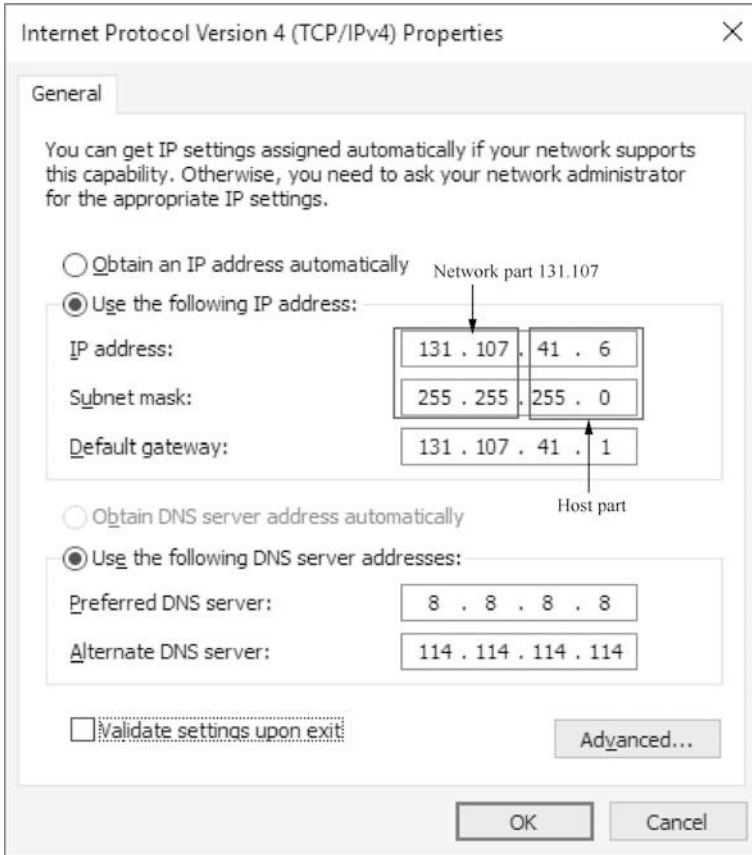 Internet Protocol Version 4 (TCP/IPv4) Properties
General
You can get IP settings assigned automatically if your network supports
this capability. Otherwise, you need to ask your network administrator
for the appropriate IP settings.
Obtain an IP address automatically
Network part 131.107
Use the following IP address:
IP address: 131 . 107 . 41 . 6
Subnet mask: 255 . 255 . 255 . 0
Default gateway: 131 . 107 . 41 . 1
Host part
Obtain DNS server address automatically
Use the following DNS server addresses:
Preferred DNS server: 8 . 8 . 8 . 8
Alternate DNS server: 114 . 114 . 114 . 114
Validate settings upon exit
Advanced...
OK
Cancel